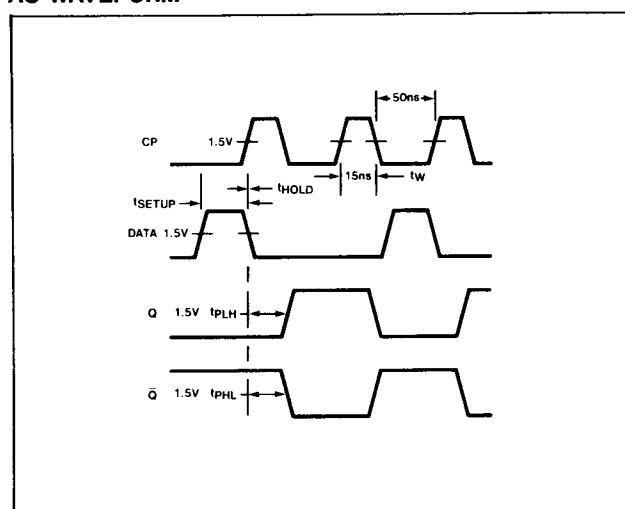 AC WAVEFORM
50ns
CP 1.5V
15ns tW
tHOLD
tSETUP
DATA 1.5V
Q 1.5V tPLH
Q̄ 1.5V tPHL